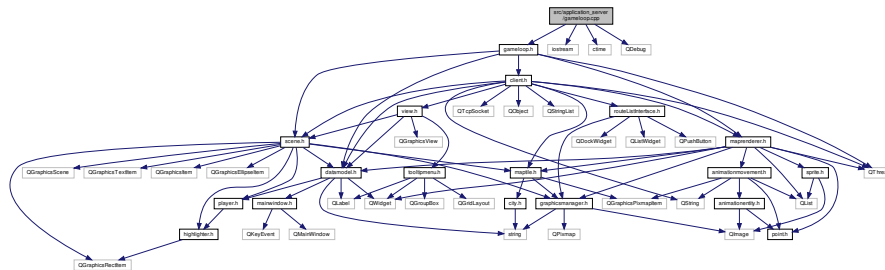 src/application_server
/gameloop.cpp
gameloop.h
iostream
ctime
QDebug
client.h
view.h
QTcpSocket
QObject
QStringList
routeListInterface.h
scene.h
QGraphicsView
QDockWidget
QListWidget
QPushButton
maprenderer.h
QGraphicsScene
QGraphicsTextItem
QGraphicsItem
QGraphicsEllipseItem
datamodel.h
tooltipmenu.h
maptile.h
animationmovement.h
sprite.h
QThread
player.h
mainwindow.h
QLabel
QWidget
QGroupBox
QGridLayout
city.h
graphicsmanager.h
QGraphicsPixmapItem
QString
animationentity.h
QList
highlighter.h
QKeyEvent
QMainWindow
string
QPixmap
QImage
point.h
QGraphicsRectItem